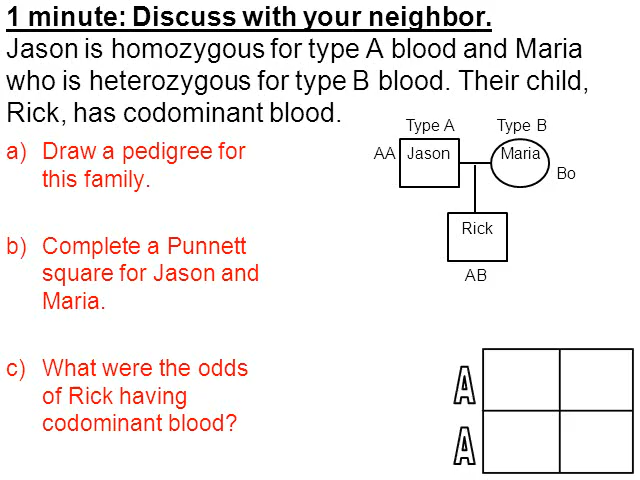 1 minute: Discuss with your neighbor.
Jason is homozygous for type A blood and Maria
who is heterozygous for type B blood. Their child,
Rick, has codominant blood.
a) Draw a pedigree for
this family.
b) Complete a Punnett
square for Jason and
Maria.
c) What were the odds
of Rick having
codominant blood?
Type A Type B
AA Jason Maria
Bo
Rick
AB
A
A